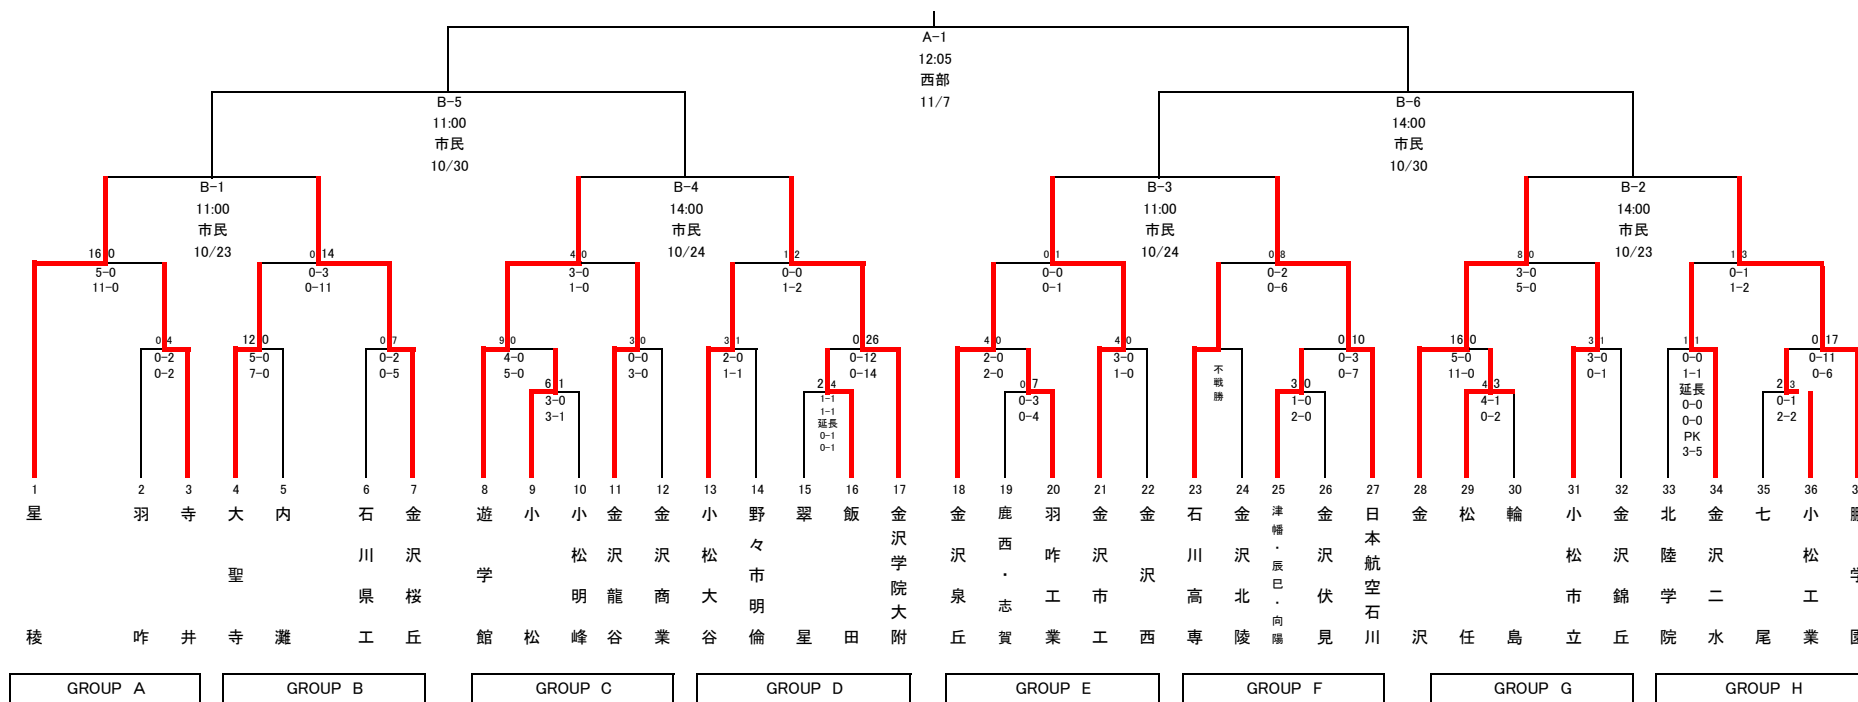 A-1
12:05
西部
11/7
B-5
11:00
市民
10/30
B-6
14:00
市民
10/30
B-1
11:00
市民
10/23
B-4
14:00
市民
10/24
B-3
11:00
市民
10/24
B-2
14:00
市民
10/23
16 0
5-0
11-0
0 14
0-3
0-11
4 0
3-0
1-0
1 2
0-0
1-2
0 1
0-0
0-1
0 8
0-2
0-6
8 0
3-0
5-0
1 3
0-1
1-2
0 4
0-2
0-2
12 0
5-0
7-0
0 7
0-2
0-5
9 0
4-0
5-0
6 1
3-0
3-1
3 0
0-0
3-0
3 1
2-0
1-1
0 26
0-12
0-14
2 4
1-1
1-1
延長
0-1
0-1
4 0
2-0
2-0
0 7
0-3
0-4
4 0
3-0
1-0
不戦勝
0 10
0-3
0-7
3 0
1-0
2-0
16 0
5-0
11-0
4 3
4-1
0-2
3 1
3-0
0-1
1 1
0-0
1-1
延長
0-0
0-0
PK
3-5
0 17
0-11
0-6
2 3
0-1
2-2
1 星稜
2 羽咋
3 寺井
4 大聖寺
5 内灘
6 石川県工
7 金沢桜丘
8 遊学館
9 小松
10 小松明峰
11 金沢龍谷
12 金沢商業
13 小松大谷
14 野々市明倫
15 翠星
16 飯田
17 金沢学院大附
18 金沢泉丘
19 鹿西・志賀
20 羽咋工業
21 金沢市工
22 金沢西
23 石川高専
24 金沢北陵
25 津幡・辰巳・向陽
26 金沢伏見
27 日本航空石川
28 金沢
29 松任
30 輪島
31 小松市立
32 金沢錦丘
33 北陸学院
34 金沢二水
35 七尾
36 小松工業
GROUP A
GROUP B
GROUP C
GROUP D
GROUP E
GROUP F
GROUP G
GROUP H